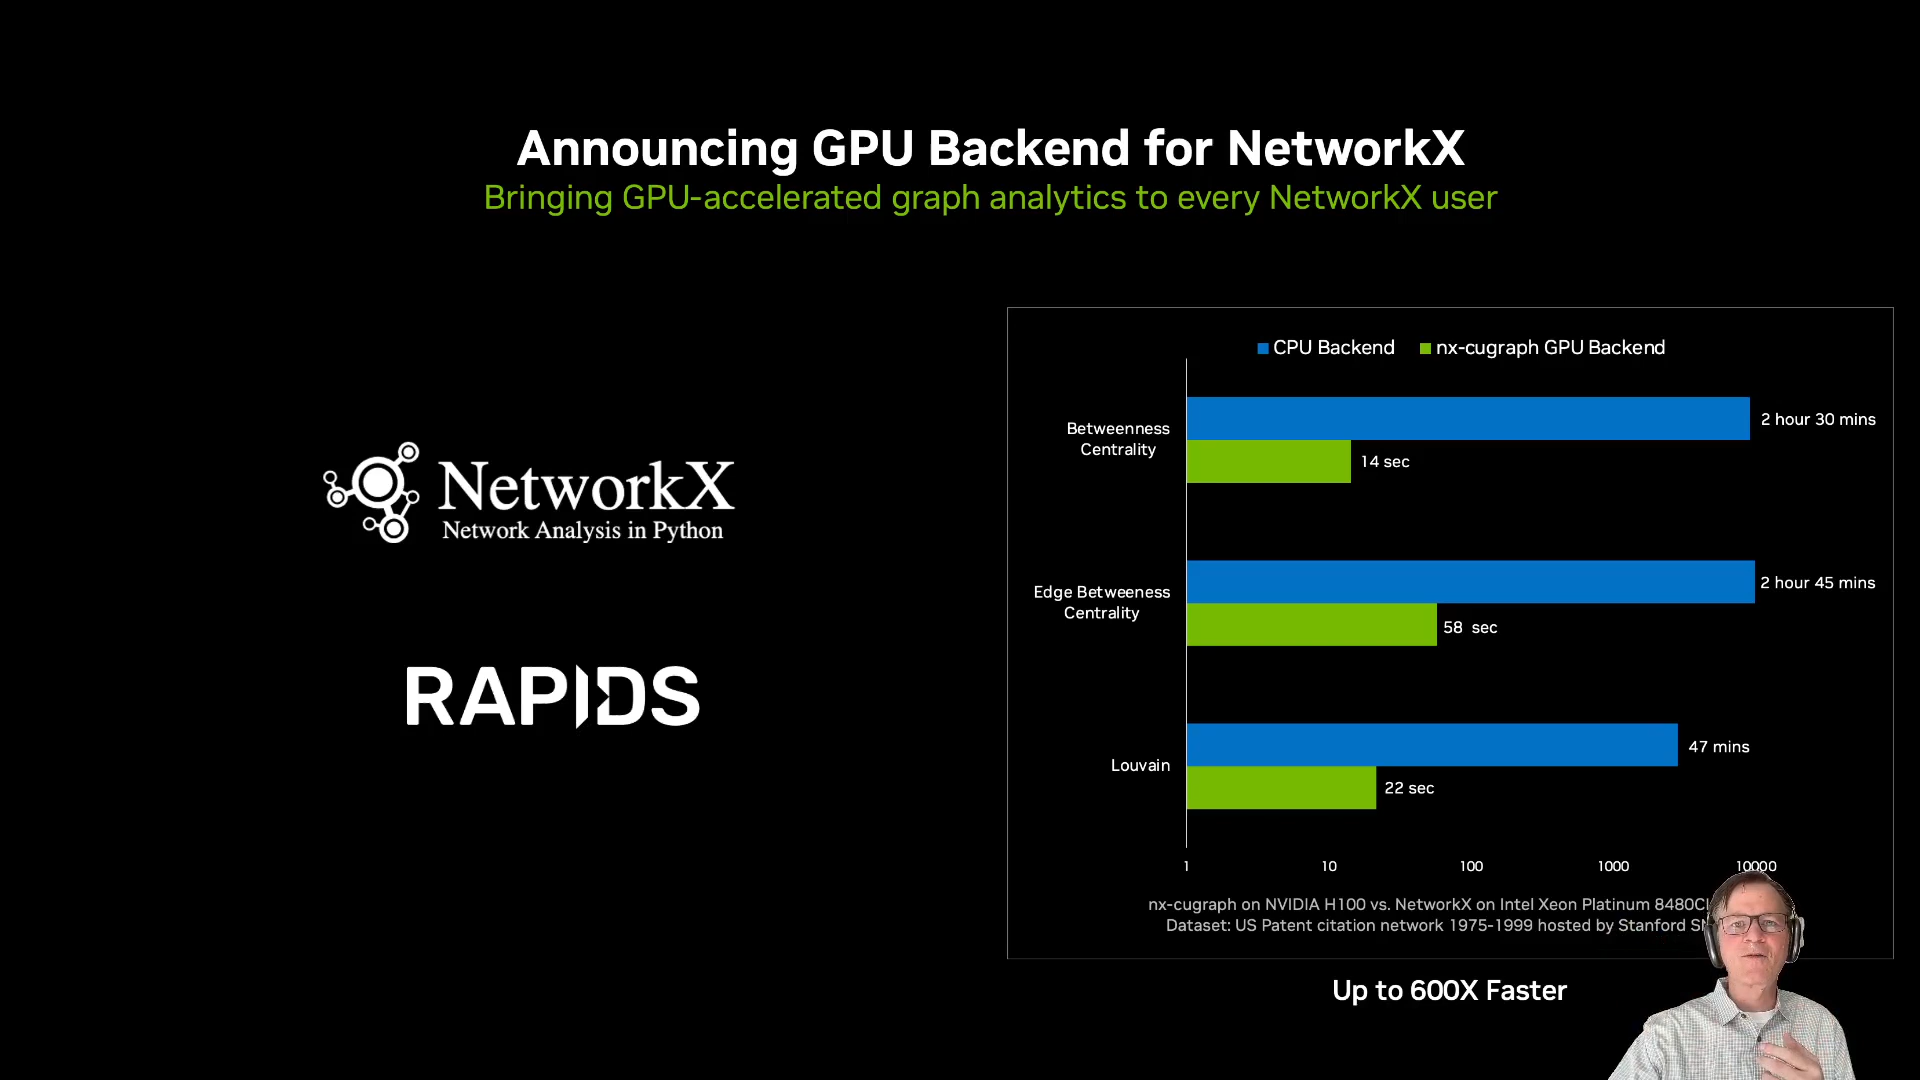 Announcing GPU Backend for NetworkX
Bringing GPU-accelerated graph analytics to every NetworkX user
NetworkX
Network Analysis in Python
RAPIDS
CPU Backend nx-cugraph GPU Backend
Betweenness
Centrality
2 hour 30 mins
14 sec
Edge Betweeness
Centrality
2 hour 45 mins
58 sec
Louvain
47 mins
22 sec
1 10 100 1000 10000
nx-cugraph on NVIDIA H100 vs. NetworkX on Intel Xeon Platinum
Dataset: US Patent citation network 1975-1999 hosted by Stanford
Up to 600X Faster